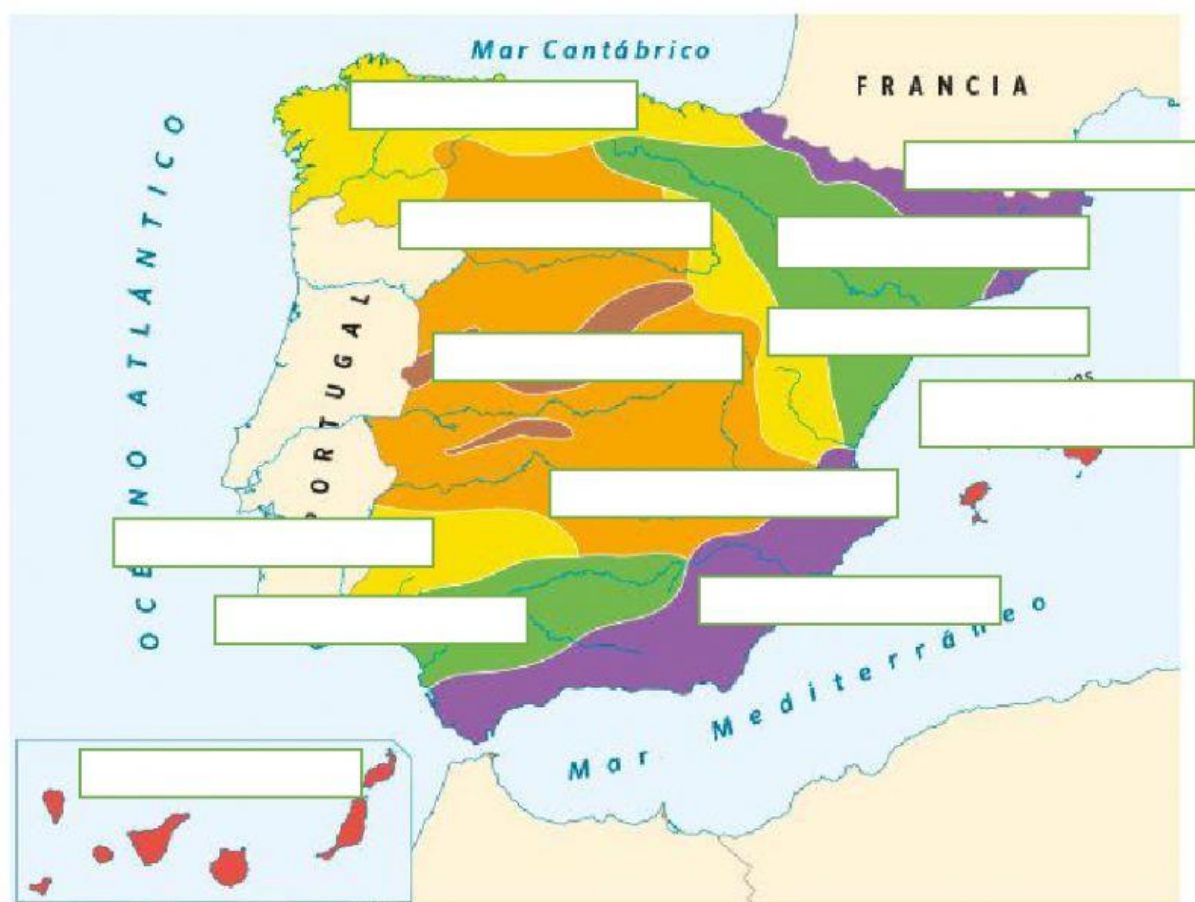 Mar Cantábrico
FRANCIA
OCÉANO ATLÁNTICO
PORTUGAL
Mar Mediterráneo